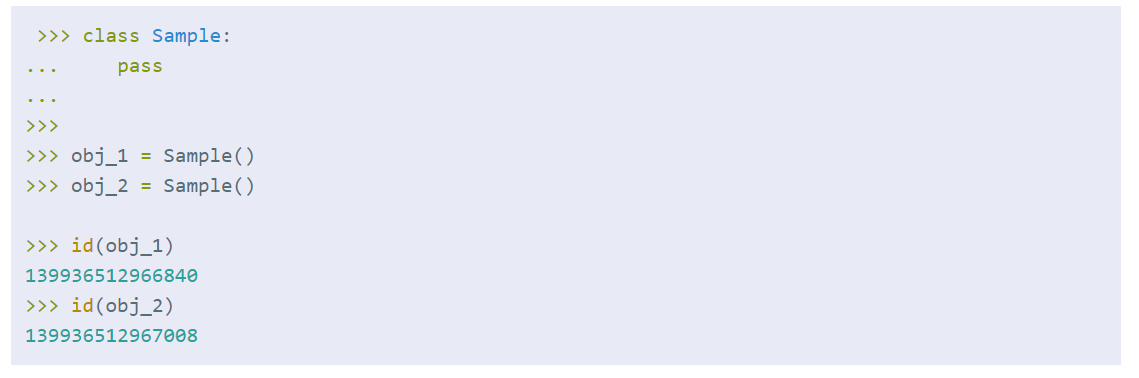 >>> class Sample:
...     pass
...
>>>
>>> obj_1 = Sample()
>>> obj_2 = Sample()
>>> id(obj_1)
139936512966840
>>> id(obj_2)
139936512967008